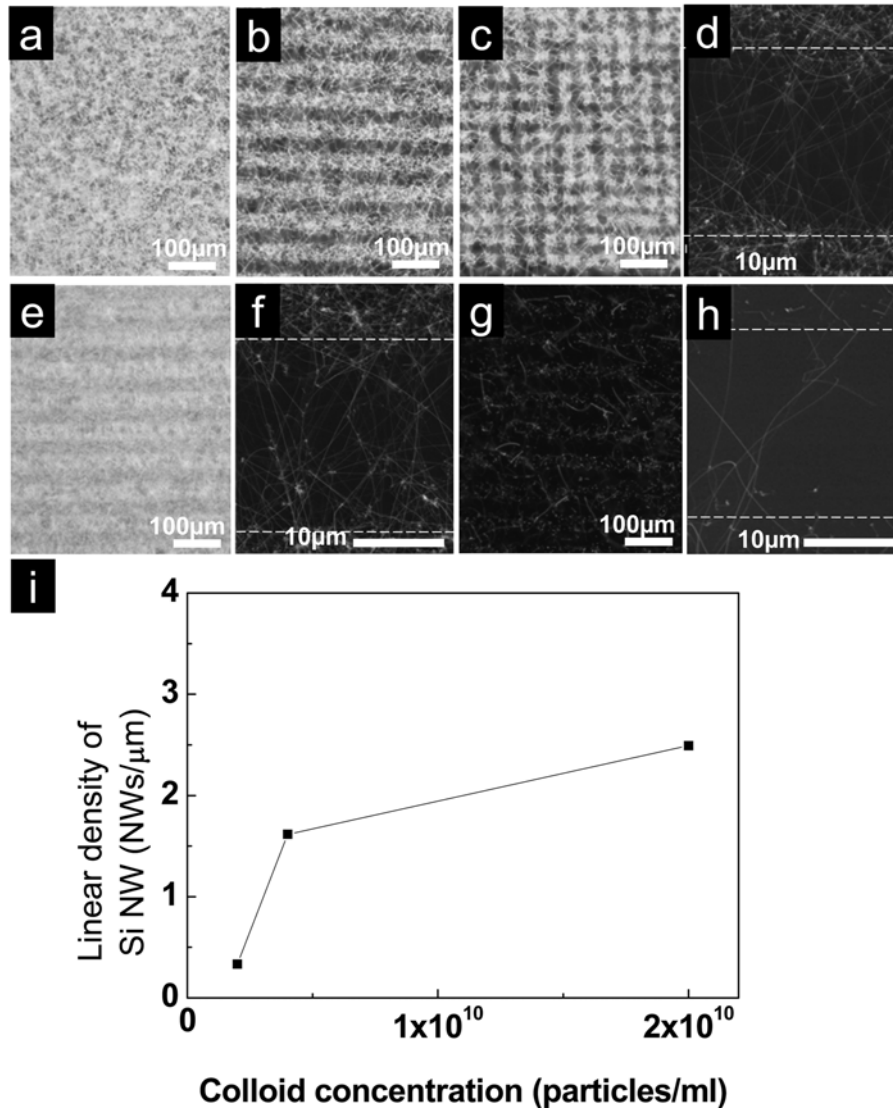 a
b
c
d
100µm
100µm
100µm
10µm
e
f
g
h
100µm
10µm
100µm
10µm
i
4
3
2
1
0
Linear density of
Si NW (NWs/µm)
0
1x10¹⁰
2x10¹⁰
Colloid concentration (particles/ml)